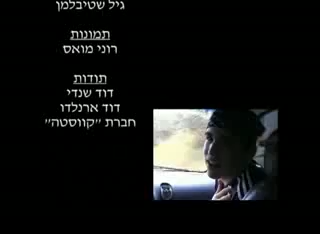 גיל שטיבלמן
תמונות
רוני מואס
תודות
דוד שנדי
דוד ארנלדו
חברת "קווסטה"